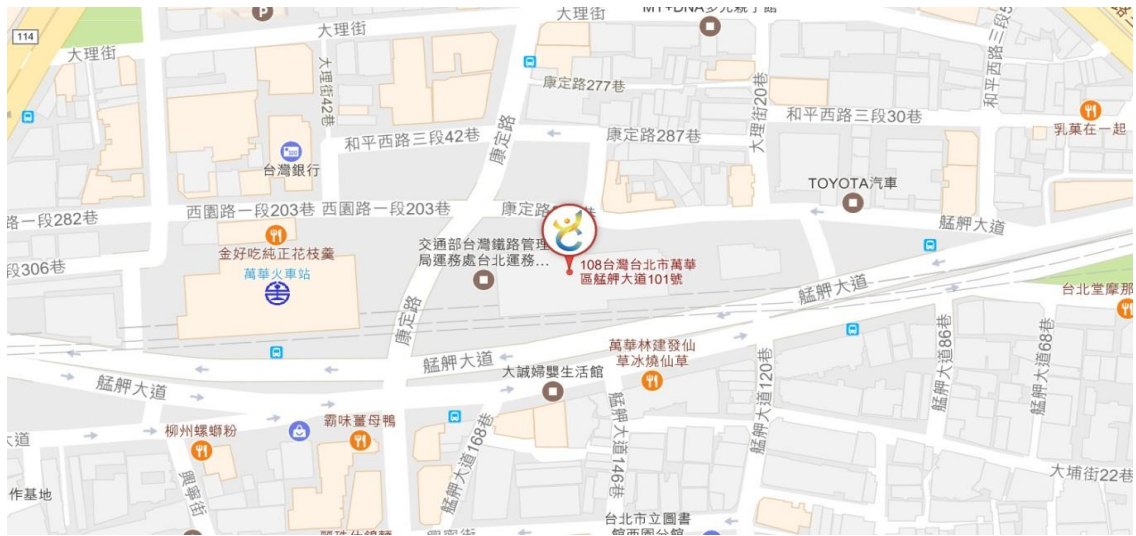 114
大理街
大理街
大理街
大理街42巷
康定路277巷
大理街20巷
和平西路三段30巷
乳菓在一起
和平西路三段42巷
康定路
康定路287巷
台灣銀行
TOYOTA汽車
路一段282巷
西園路一段203巷
西園路一段203巷
艋舺大道
金好吃純正花枝羹
萬華火車站
段306巷
交通部台灣鐵路管理
局運務處台北運務...
108台灣台北市萬華
區艋舺大道101號
艋舺大道
台北堂摩那
康定路
艋舺大道
艋舺大道
萬華林建發仙
草冰燒仙草
大誠婦嬰生活館
艋舺大道86巷
艋舺大道68巷
艋舺大道120巷
柳州螺螄粉
霸味薑母鴨
艋舺大道168巷
艋舺大道146巷
大埔街22巷
興寧街
作基地
台北市立圖書
館西園分館
興寧街